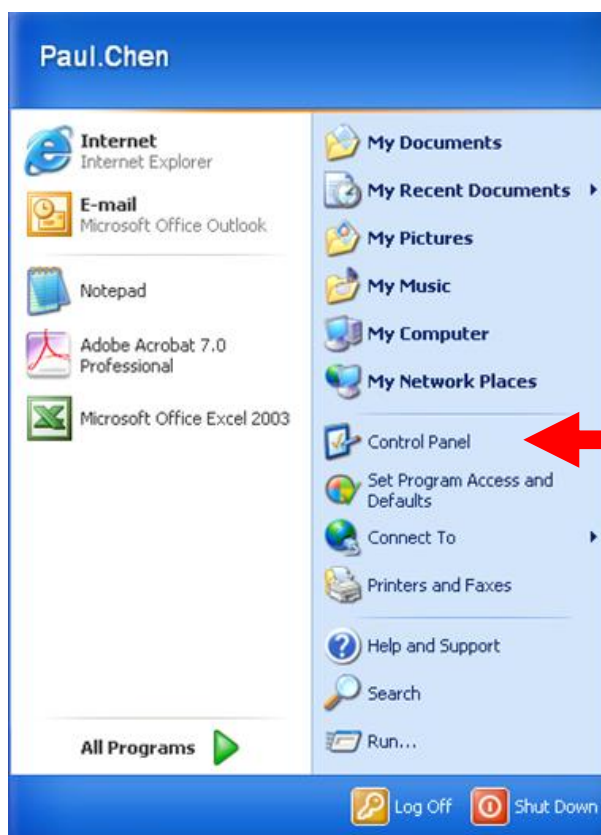 Paul.Chen
Internet
Internet Explorer
E-mail
Microsoft Office Outlook
Notepad
Adobe Acrobat 7.0
Professional
Microsoft Office Excel 2003
All Programs
My Documents
My Recent Documents
My Pictures
My Music
My Computer
My Network Places
Control Panel
Set Program Access and
Defaults
Connect To
Printers and Faxes
Help and Support
Search
Run...
Log Off
Shut Down